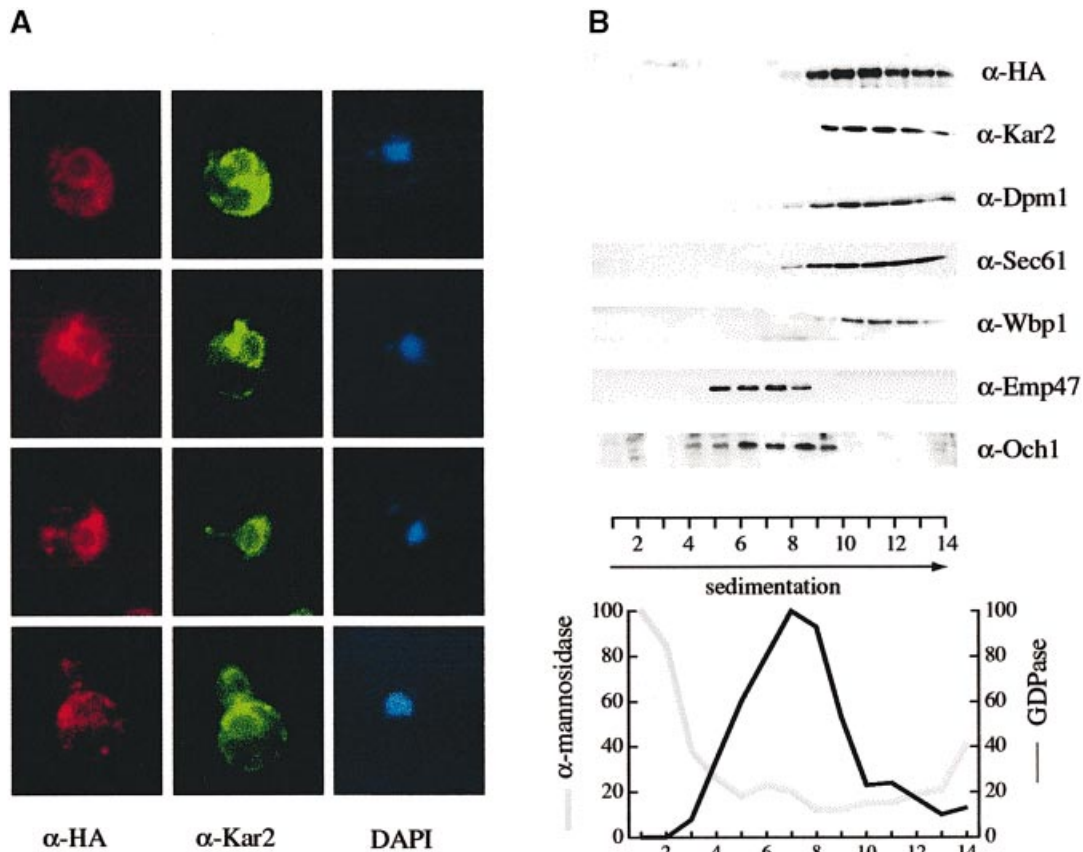 A
B
α-HA
α-Kar2
α-Dpm1
α-Sec61
α-Wbp1
α-Emp47
α-Och1
2 4 6 8 10 12 14
sedimentation
100 100
80 80
60 60
40 40
20 20
0 0
α-mannosidase
GDPase
2 4 6 8 10 12 14
α-HA α-Kar2 DAPI